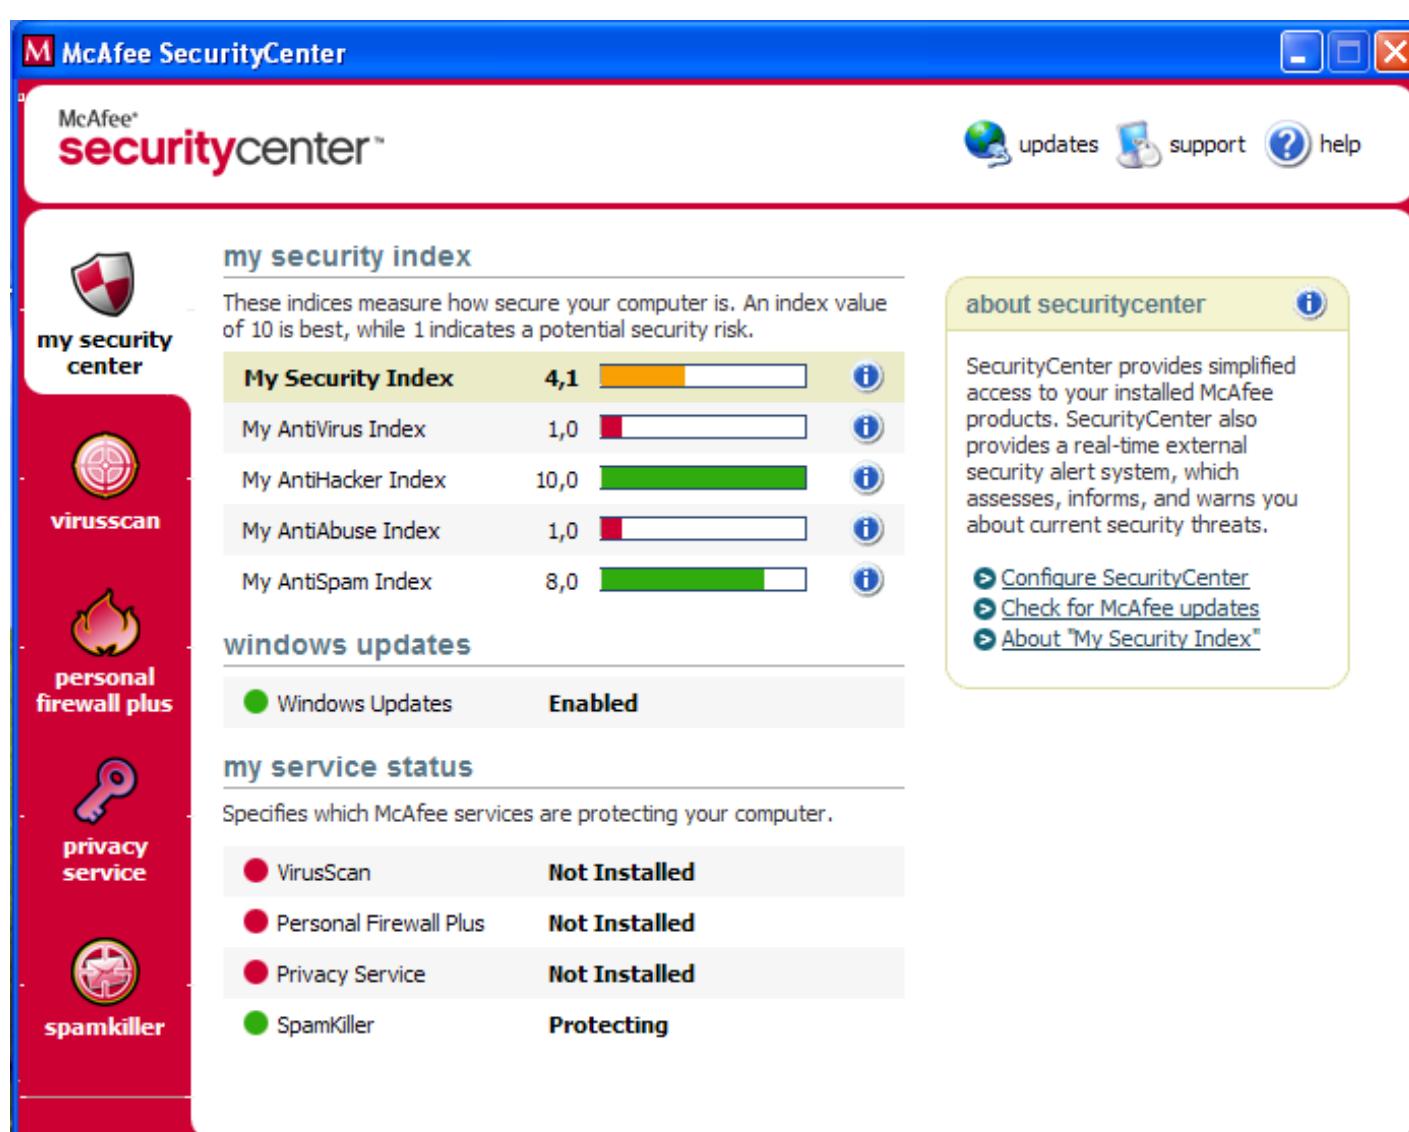 McAfee SecurityCenter
McAfee®
securitycenter™
updates support help
my security
center
virusscan
personal
firewall plus
privacy
service
spamkiller
my security index
These indices measure how secure your computer is. An index value
of 10 is best, while 1 indicates a potential security risk.
My Security Index 4,1
My AntiVirus Index 1,0
My AntiHacker Index 10,0
My AntiAbuse Index 1,0
My AntiSpam Index 8,0
windows updates
Windows Updates Enabled
my service status
Specifies which McAfee services are protecting your computer.
VirusScan Not Installed
Personal Firewall Plus Not Installed
Privacy Service Not Installed
SpamKiller Protecting
about securitycenter
SecurityCenter provides simplified
access to your installed McAfee
products. SecurityCenter also
provides a real-time external
security alert system, which
assesses, informs, and warns you
about current security threats.
Configure SecurityCenter
Check for McAfee updates
About "My Security Index"